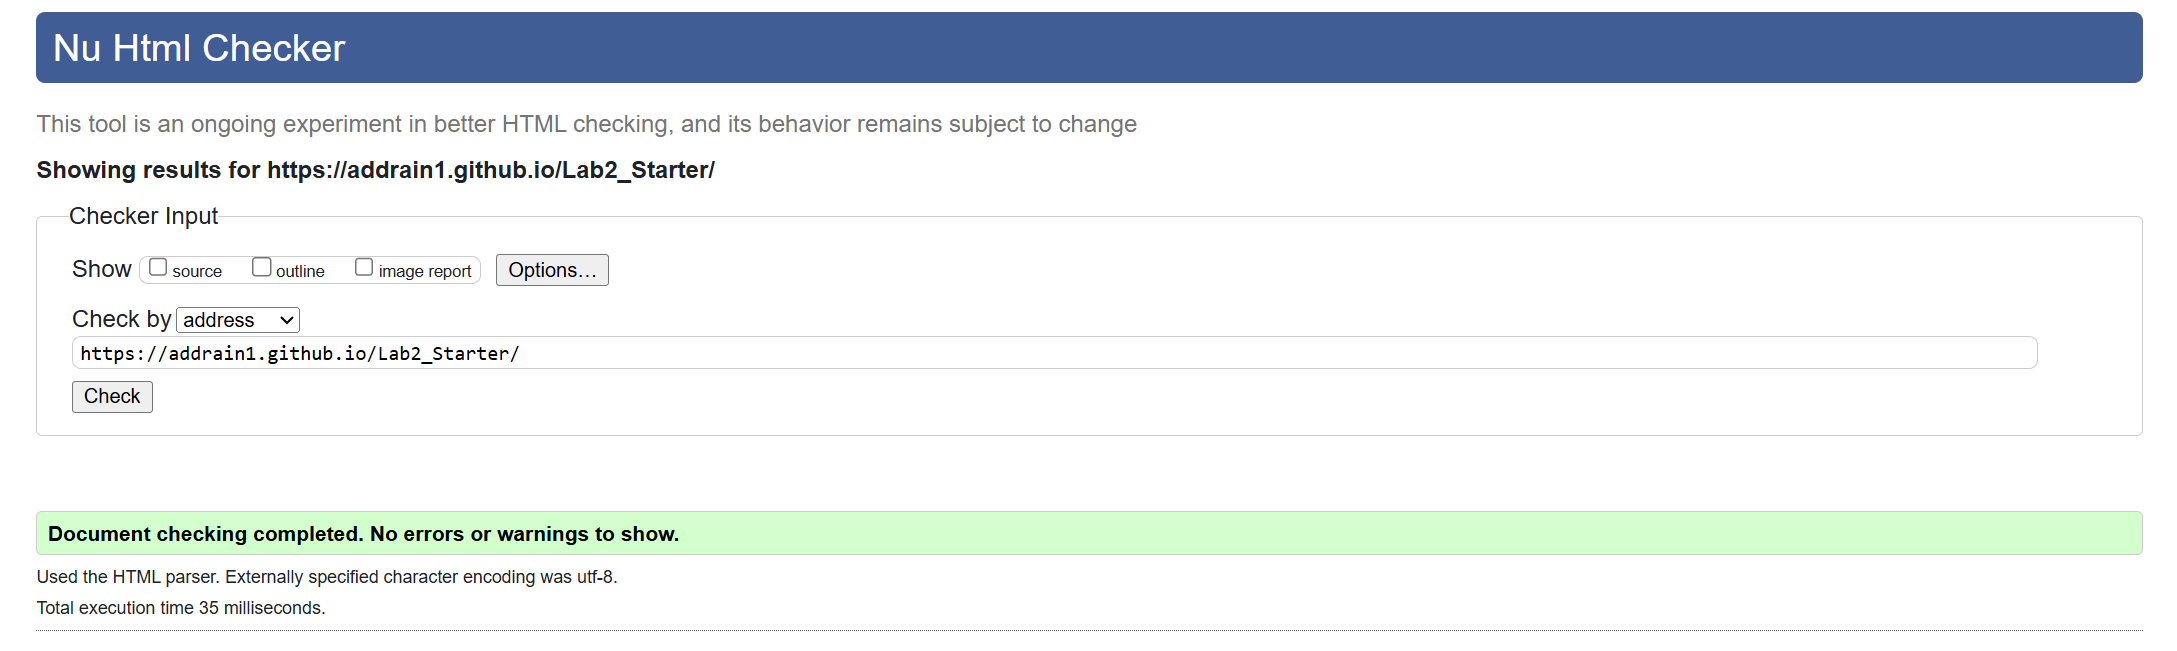 Nu Html Checker
This tool is an ongoing experiment in better HTML checking, and its behavior remains subject to change
Showing results for https://addrain1.github.io/Lab2_Starter/
Checker Input
Show source outline image report Options...
Check by address
https://addrain1.github.io/Lab2_Starter/
Check
Document checking completed. No errors or warnings to show.
Used the HTML parser. Externally specified character encoding was utf-8.
Total execution time 35 milliseconds.